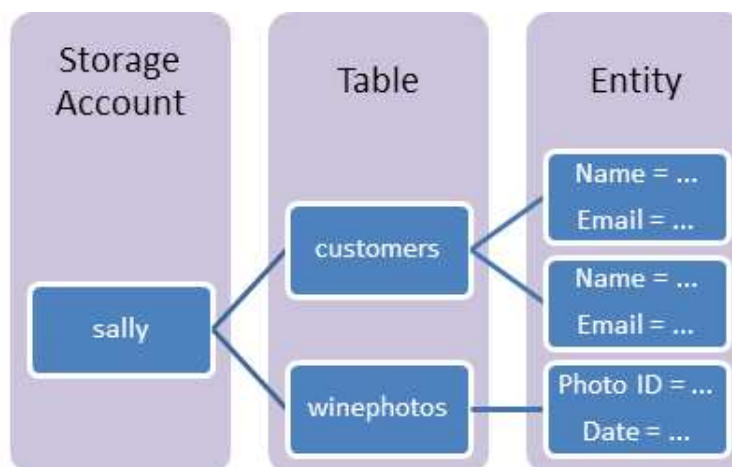 Storage
Account
Table
Entity
sally
customers
winephotos
Name = ...
Email = ...
Name = ...
Email = ...
Photo ID = ...
Date = ...